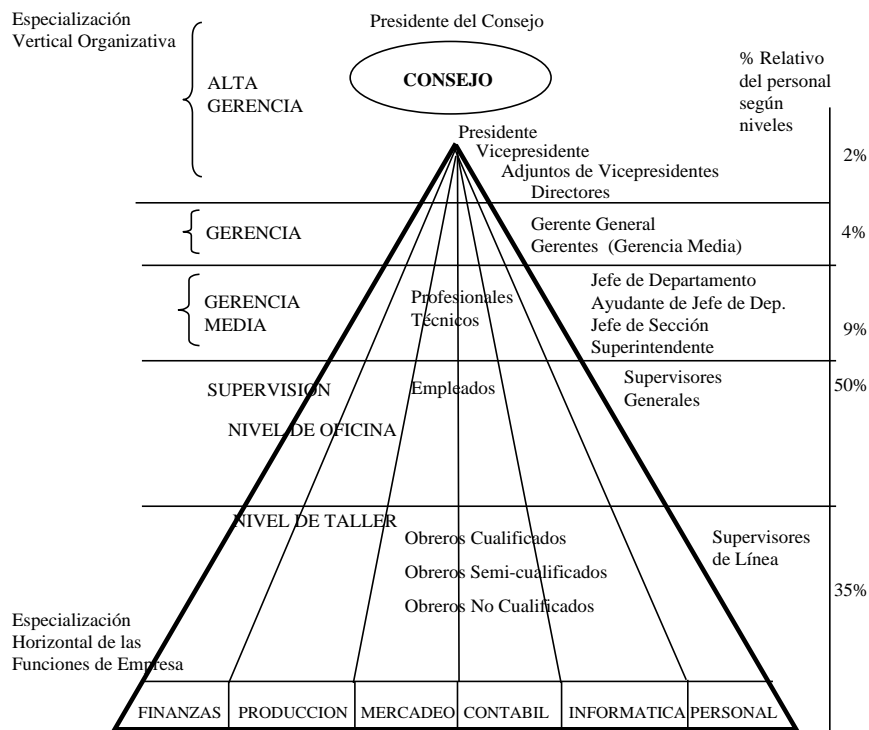 Especialización
Vertical Organizativa
Presidente del Consejo
CONSEJO
ALTA
GERENCIA
% Relativo
del personal
según
niveles
Presidente
Vicepresidente
Adjuntos de Vicepresidentes
Directores
2%
GERENCIA
Gerente General
Gerentes (Gerencia Media)
4%
GERENCIA
MEDIA
Profesionales
Técnicos
Jefe de Departamento
Ayudante de Jefe de Dep.
Jefe de Sección
Superintendente
9%
SUPERVISION
Empleados
Supervisores
Generales
50%
NIVEL DE OFICINA
NIVEL DE TALLER
Obreros Cualificados
Obreros Semi-cualificados
Obreros No Cualificados
Supervisores
de Línea
35%
Especialización
Horizontal de las
Funciones de Empresa
FINANZAS PRODUCCION MERCADEO CONTABIL INFORMATICA PERSONAL